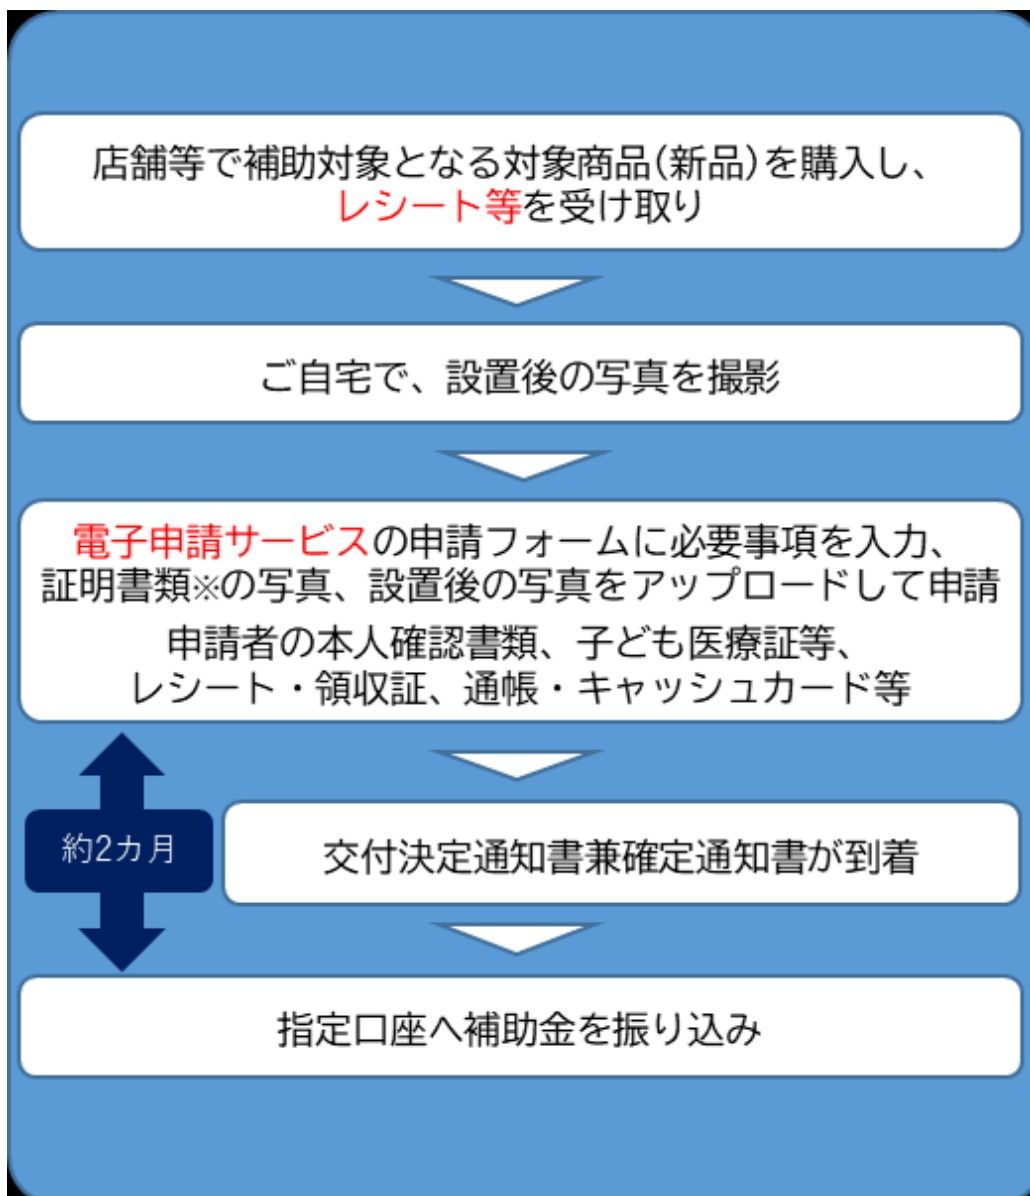 店舗等で補助対象となる対象商品(新品)を購入し、
レシート等を受け取り
ご自宅で、設置後の写真を撮影
電子申請サービスの申請フォームに必要事項を入力、
証明書類※の写真、設置後の写真をアップロードして申請
申請者の本人確認書類、子ども医療証等、
レシート・領収証、通帳・キャッシュカード等
約2カ月
交付決定通知書兼確定通知書が到着
指定口座へ補助金を振り込み